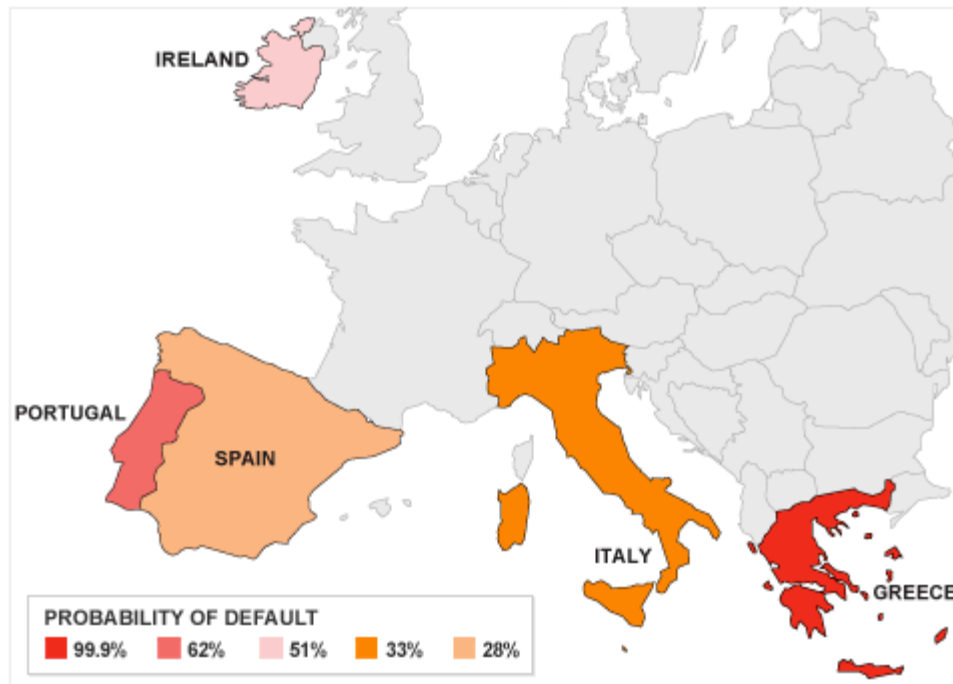 IRELAND
PORTUGAL
SPAIN
ITALY
GREECE
PROBABILITY OF DEFAULT
99.9% 62% 51% 33% 28%